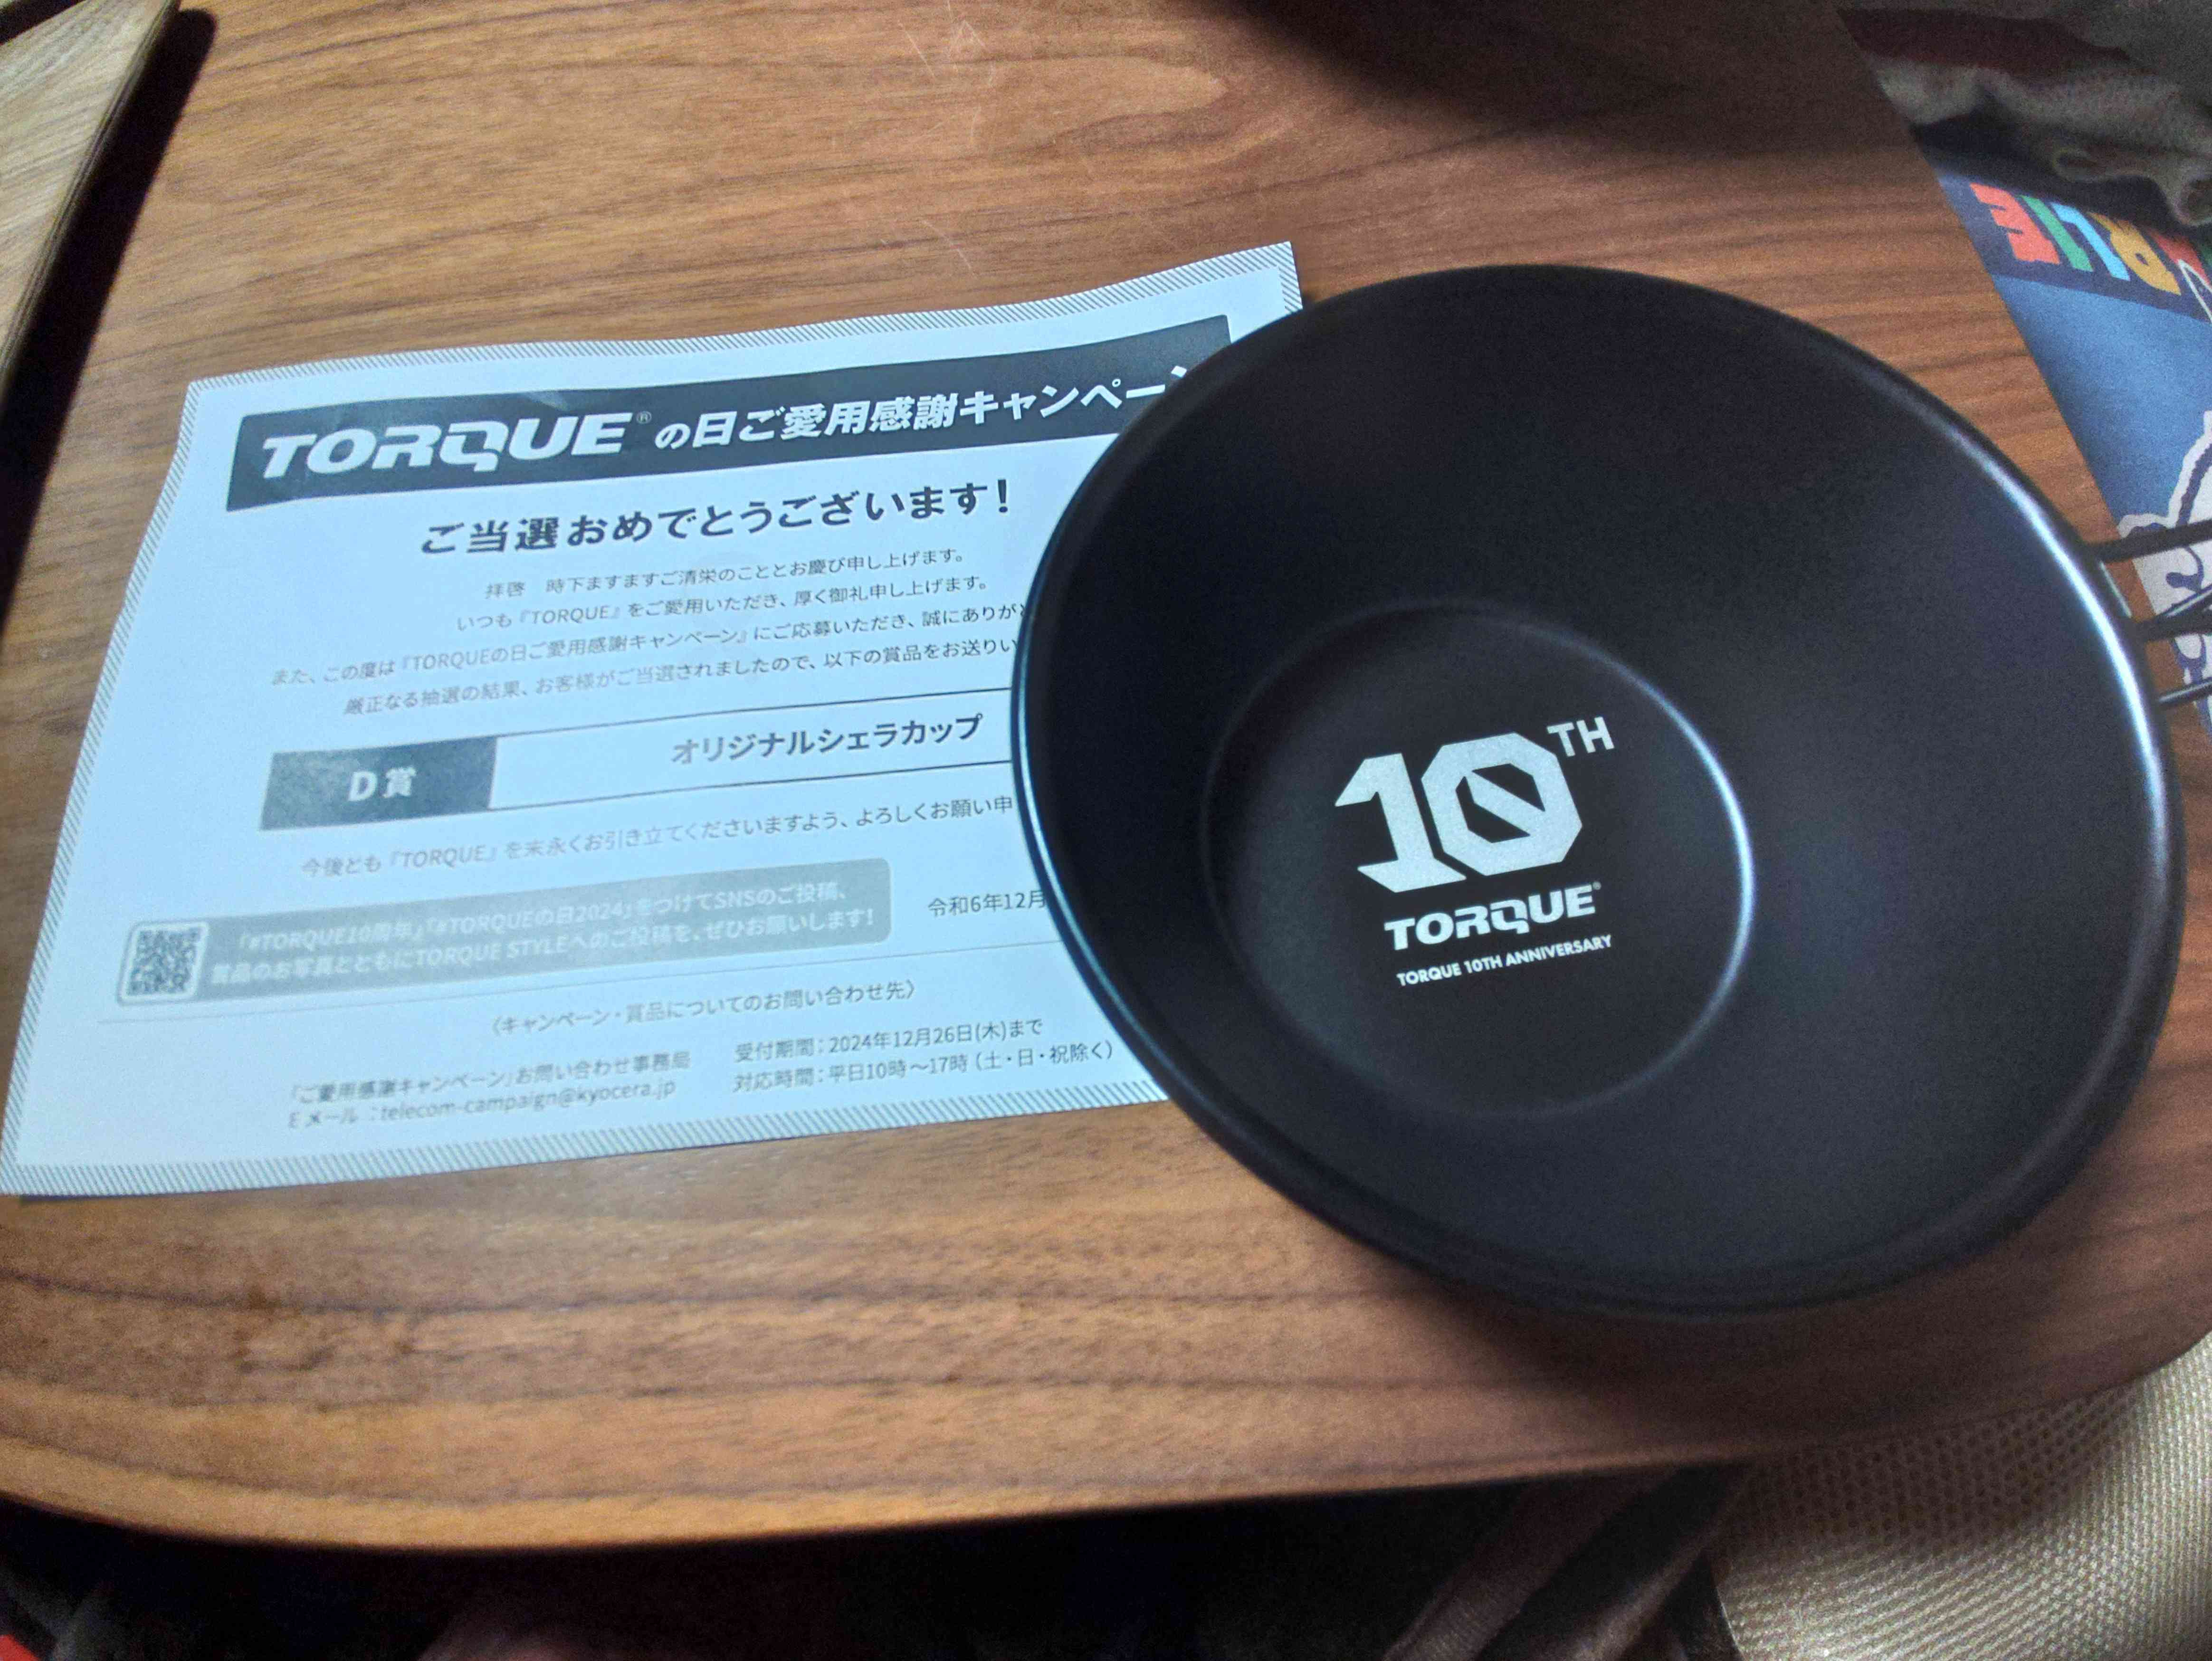 TORQUE®の日ご愛用感謝キャンペーン
ご当選おめでとうございます!
拝啓 時下ますますご清栄のこととお慶び申し上げます。
いつも『TORQUE』をご愛用いただき、厚く御礼申し上げます。
また、この度は『TORQUEの日ご愛用感謝キャンペーン』にご応募いただき、誠にありがと
厳正なる抽選の結果、お客様がご当選されましたので、以下の賞品をお送りい
D賞 オリジナルシェラカップ
今後とも『TORQUE』を末永くお引き立てくださいますよう、よろしくお願い申
令和6年12月
「#TORQUE10周年」「#TORQUEの日2024」をつけてSNSのご投稿、
賞品のお写真とともにTORQUE STYLEへのご投稿を、ぜひお願いします!
〈キャンペーン・賞品についてのお問い合わせ先〉
「ご愛用感謝キャンペーン」お問い合わせ事務局
Eメール:telecom-campaign@kyocera.jp
受付期間:2024年12月26日(木)まで
対応時間:平日10時~17時(土・日・祝除く)
10TH
TORQUE®
TORQUE 10TH ANNIVERSARY